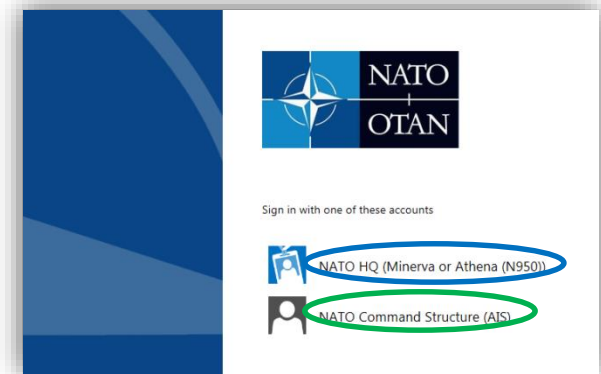 NATO
OTAN
Sign in with one of these accounts
NATO HQ (Minerva or Athena (N950))
NATO Command Structure (AIS)